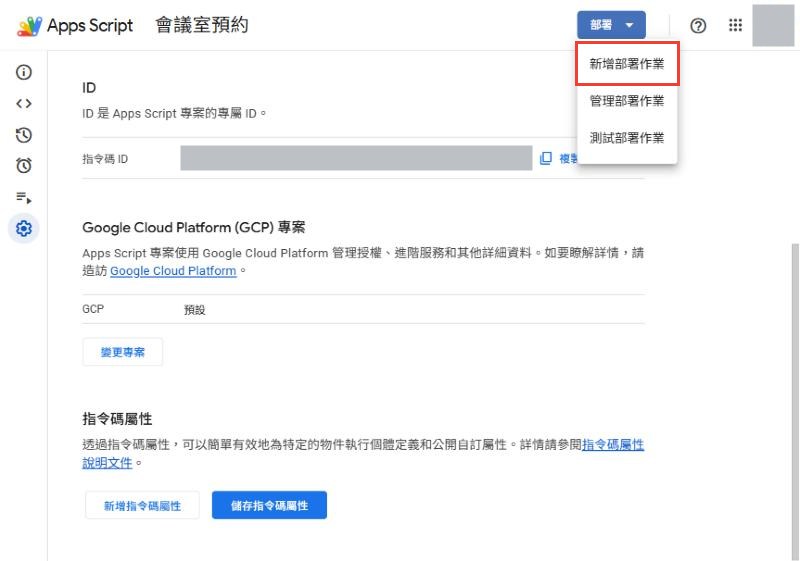 Apps Script 會議室預約 部署
新增部署作業
管理部署作業
測試部署作業
ID
ID 是 Apps Script 專案的專屬 ID。
指令碼 ID
Google Cloud Platform (GCP) 專案
Apps Script 專案使用 Google Cloud Platform 管理授權、進階服務和其他詳細資料。如要瞭解詳情，請
造訪 Google Cloud Platform。
GCP 預設
變更專案
指令碼屬性
透過指令碼屬性，可以簡單有效地為特定的物件執行個體定義和公開自訂屬性。詳情請參閱指令碼屬性
說明文件。
新增指令碼屬性 儲存指令碼屬性